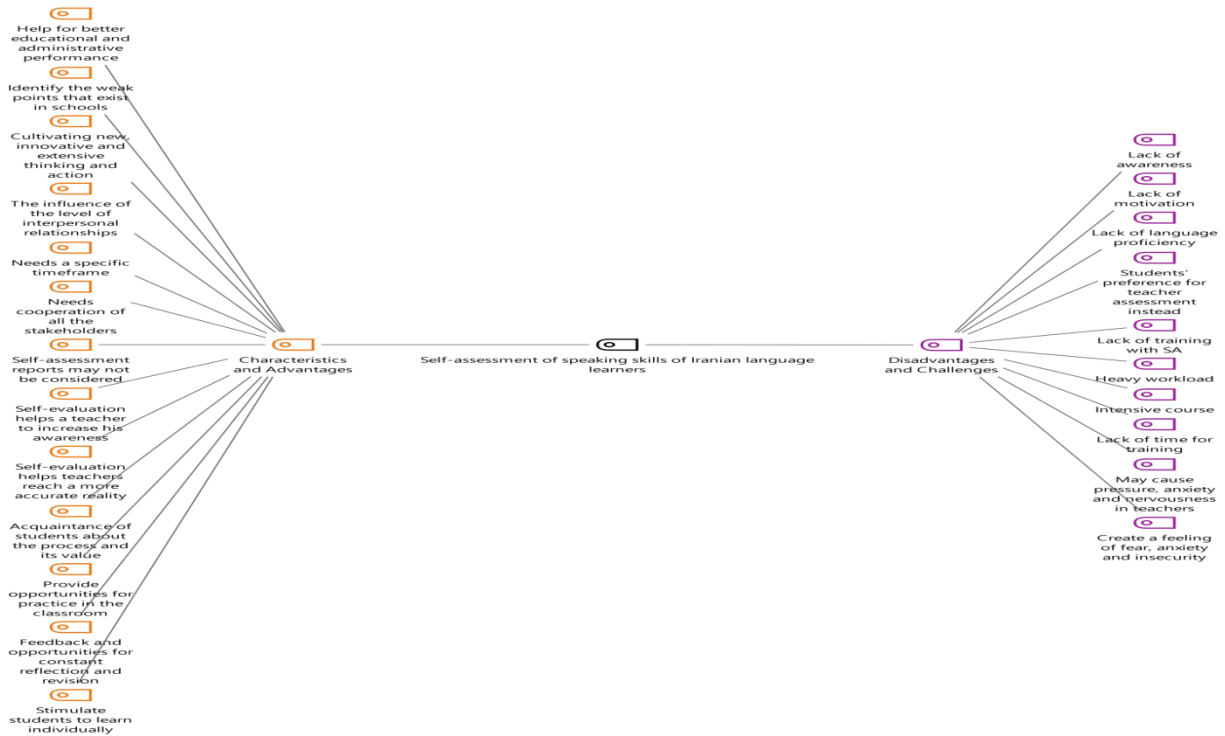 Help for better
educational and
administrative
performance
Identify the weak
points that exist
in schools
Cultivating new,
innovative and
extensive
thinking and
action
The influence of
the level of
interpersonal
relationships
Needs a specific
timeframe
Needs
cooperation of
all the
stakeholders
Self-assessment
reports may not
be considered
Self-evaluation
helps a teacher
to increase his
awareness
Self-evaluation
helps teachers
reach a more
accurate reality
Acquaintance of
students about
the process and
its value
Provide
opportunities for
practice in the
classroom
Feedback and
opportunities for
constant
reflection and
revision
Stimulate
students to learn
individually
Characteristics
and Advantages
Self-assessment of speaking skills of Iranian language
learners
Disadvantages
and Challenges
Lack of
awareness
Lack of
motivation
Lack of language
proficiency
Students'
preference for
teacher
assessment
instead
Lack of training
with SA
Heavy workload
Intensive course
Lack of time for
training
May cause
pressure, anxiety
and nervousness
in teachers
Create a feeling
of fear, anxiety
and insecurity